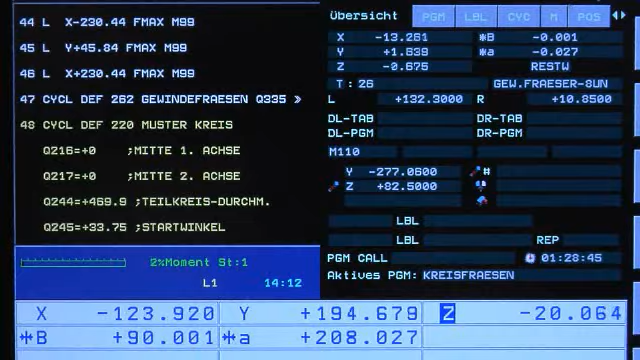 44 L X-230.44 FMAX M99
45 L Y+45.84 FMAX M99
46 L X+230.44 FMAX M99
47 CYCL DEF 262 GEWINDEFRAESEN Q335 »
48 CYCL DEF 220 MUSTER KREIS
Q216=+0 ;MITTE 1. ACHSE
Q217=+0 ;MITTE 2. ACHSE
Q244=+469.9 ;TEILKREIS-DURCHM.
Q245=+33.75 ;STARTWINKEL
2%Moment St:1
L1 14:12
Übersicht PGM LBL CYC M POS
X -13.261 *B -0.001
Y +1.839 *a -0.027
Z -0.675 RESTW
T: 26 GEW.FRAESER-8UN
L +132.3000 R +10.8500
DL-TAB DR-TAB
DL-PGM DR-PGM
M110
Y -277.0600 #
Z +82.5000
LBL
LBL REP
PGM CALL 01:28:45
Aktives PGM: KREISFRAESEN
X -123.920 Y +194.679 Z -20.064
*B +90.001 *a +208.027